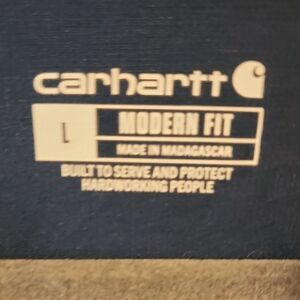 carhartt
L
MODERN FIT
MADE IN MADAGASCAR
BUILT TO SERVE AND PROTECT
HARDWORKING PEOPLE